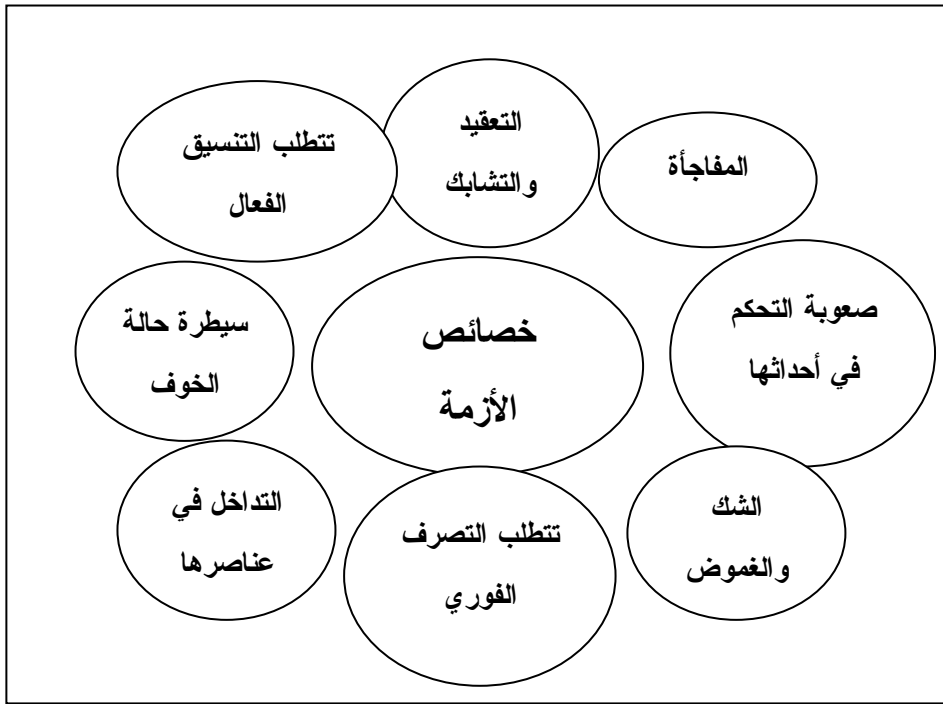 التعقيد
والتشابك
المفاجأة
تتطلب التنسيق
الفعال
صعوبة التحكم
في أحداثها
سيطرة حالة
الخوف
خصائص
الأزمة
الشك
والغموض
التداخل في
عناصرها
تتطلب التصرف
الفوري